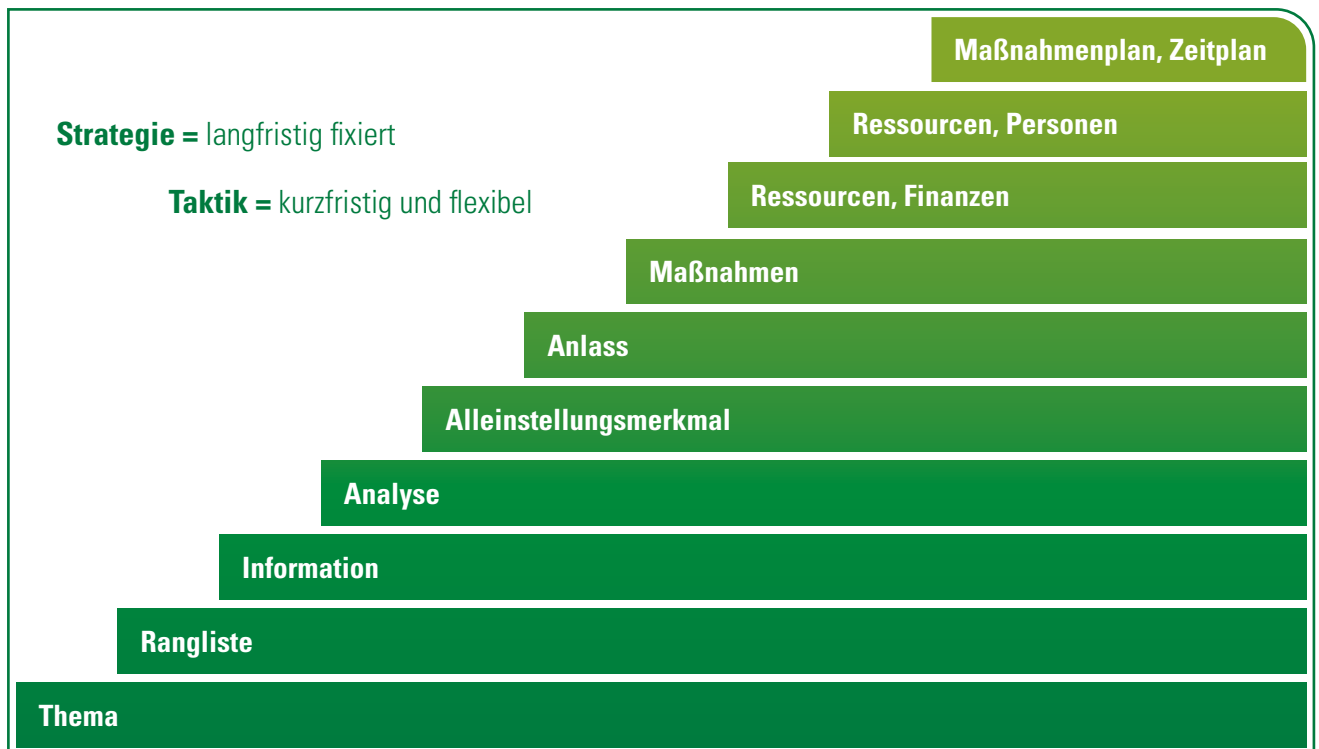 Maßnahmenplan, Zeitplan
Strategie = langfristig fixiert
Ressourcen, Personen
Taktik = kurzfristig und flexibel
Ressourcen, Finanzen
Maßnahmen
Anlass
Alleinstellungsmerkmal
Analyse
Information
Rangliste
Thema